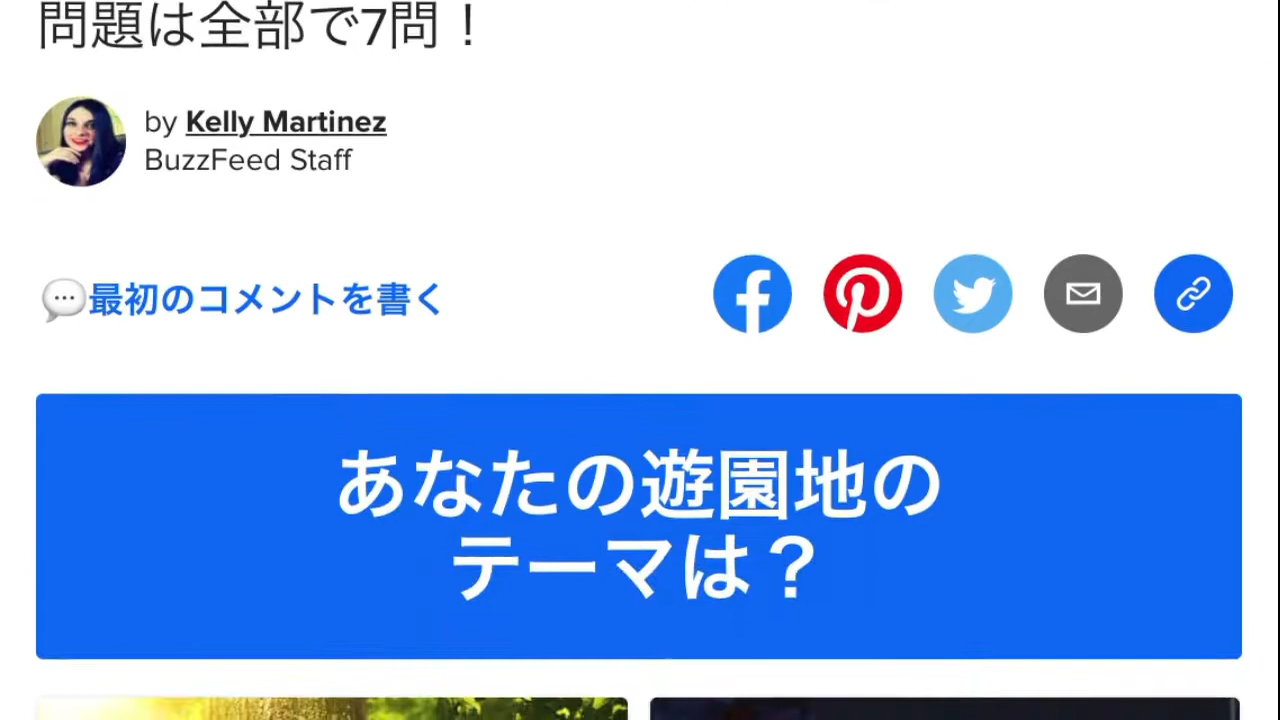 問題は全部で7問！
by Kelly Martinez
BuzzFeed Staff
💬最初のコメントを書く
あなたの遊園地の
テーマは？